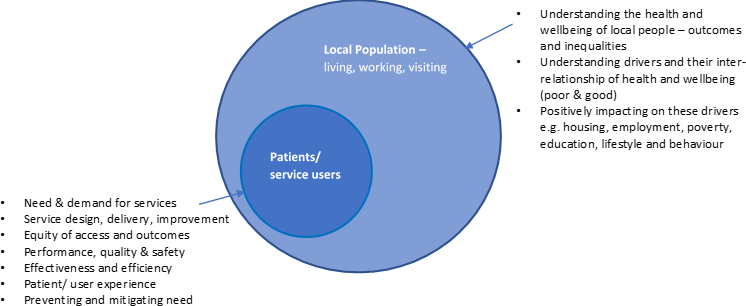 Local Population –
living, working, visiting
Patients/
service users
• Understanding the health and
wellbeing of local people – outcomes
and inequalities
• Understanding drivers and their inter-
relationship of health and wellbeing
(poor & good)
• Positively impacting on these drivers
e.g. housing, employment, poverty,
education, lifestyle and behaviour
• Need & demand for services
• Service design, delivery, improvement
• Equity of access and outcomes
• Performance, quality & safety
• Effectiveness and efficiency
• Patient/ user experience
• Preventing and mitigating need